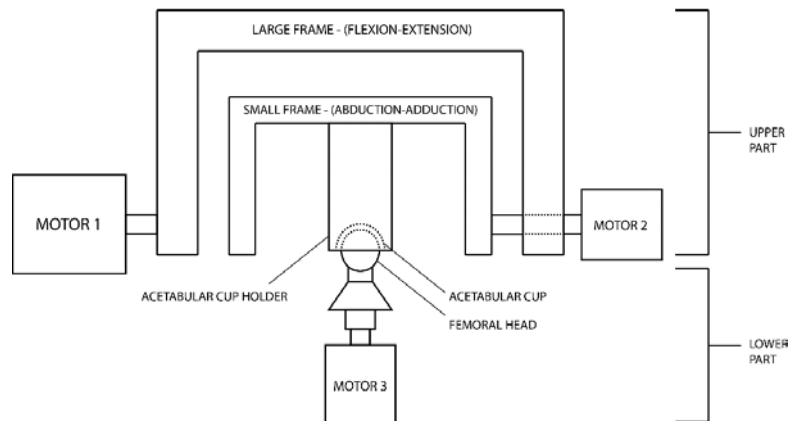 LARGE FRAME - (FLEXION-EXTENSION)
SMALL FRAME - (ABDUCTION-ADDUCTION)
UPPER
PART
MOTOR 1
MOTOR 2
ACETABULAR CUP HOLDER
ACETABULAR CUP
FEMORAL HEAD
LOWER
PART
MOTOR 3